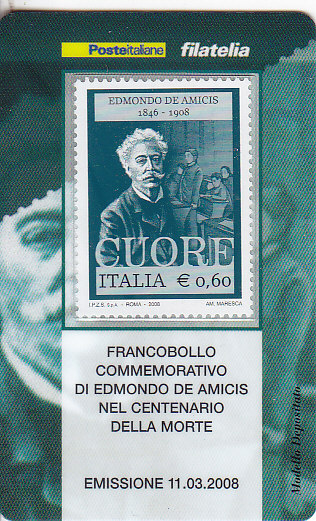 Posteitaliane filatelia
EDMONDO DE AMICIS
1846 - 1908
CUORE
ITALIA € 0,60
I.P.Z.S. S.p.A. - ROMA - 2008 AM. MARESCA
FRANCOBOLLO
COMMEMORATIVO
DI EDMONDO DE AMICIS
NEL CENTENARIO
DELLA MORTE
EMISSIONE 11.03.2008
Modello Depositato